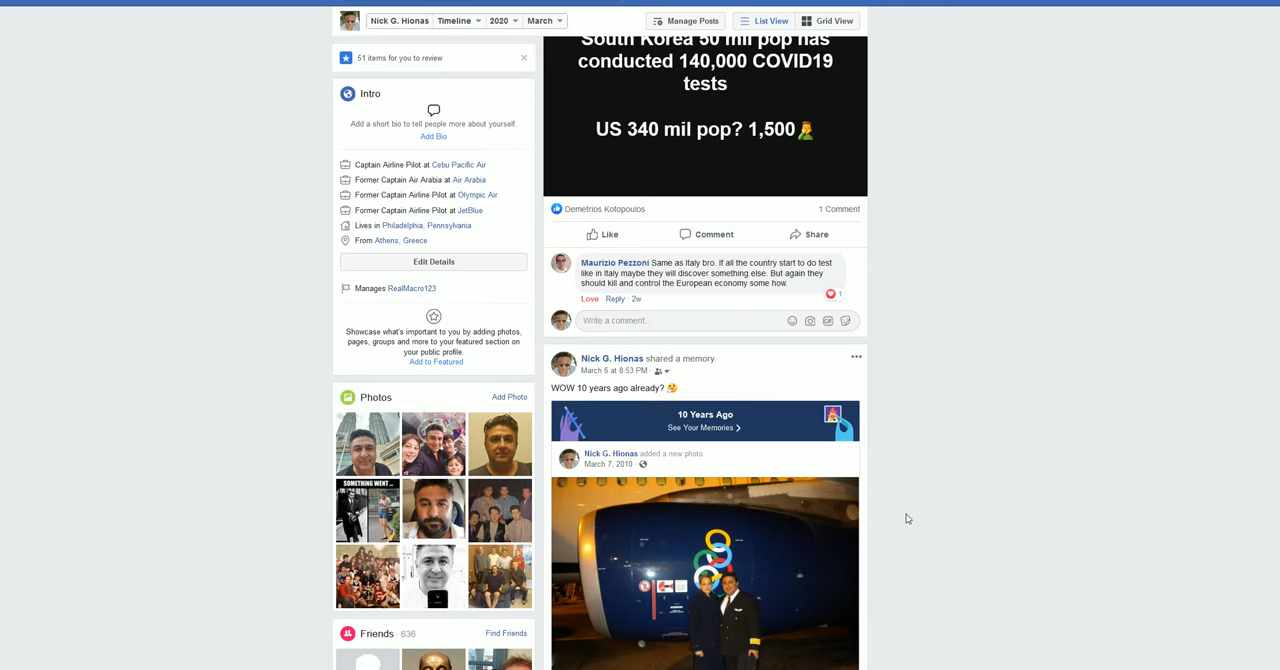 Nick G. Hionas
Timeline
2020
March
Manage Posts
List View
Grid View
51 items for you to review
Intro
Add a short bio to tell people more about yourself.
Add Bio
Captain Airline Pilot at Cebu Pacific Air
Former Captain Air Arabia at Air Arabia
Former Captain Airline Pilot at Olympic Air
Former Captain Airline Pilot at JetBlue
Lives in Philadelphia, Pennsylvania
From Athens, Greece
Edit Details
Manages RealMacro123
Showcase what's important to you by adding photos,
pages, groups and more to your featured section on
your public profile.
Add to Featured
Photos
Add Photo
SOMETHING WENT ...
Friends · 636
Find Friends
South Korea 50 mil pop has
conducted 140,000 COVID19
tests
US 340 mil pop? 1,500🤦‍♂️
Demetrios Kotopoulos
1 Comment
Like
Comment
Share
Maurizio Pezzoni Same as Italy bro. If all the country start to do test
like in Italy maybe they will discover something else. But again they
should kill and control the European economy some how.
1
Love · Reply · 2w
Write a comment...
GIF
Nick G. Hionas shared a memory.
March 6 at 8:53 PM ·
WOW 10 years ago already? 🤔
10 Years Ago
See Your Memories
Nick G. Hionas added a new photo
March 7, 2010 ·